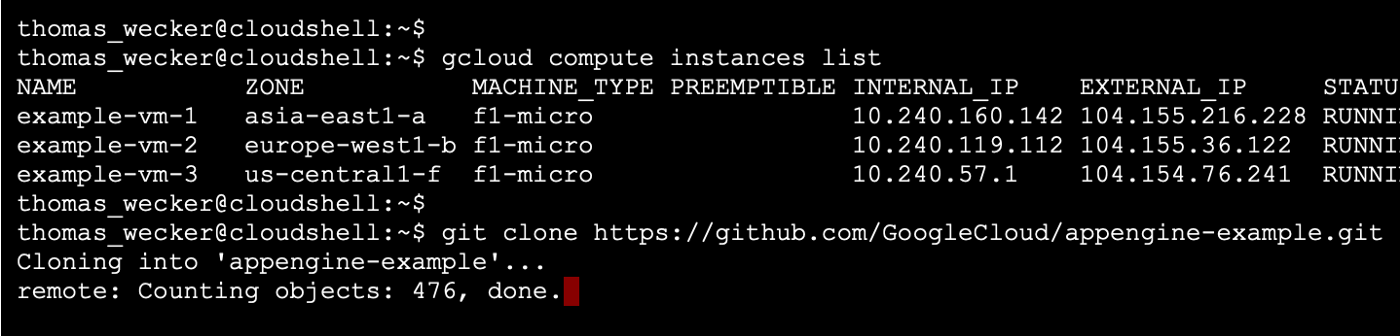 thomas_wecker@cloudshell:~$
thomas_wecker@cloudshell:~$ gcloud compute instances list
NAME ZONE MACHINE_TYPE PREEMPTIBLE INTERNAL_IP EXTERNAL_IP STATU
example-vm-1 asia-east1-a f1-micro 10.240.160.142 104.155.216.228 RUNNI
example-vm-2 europe-west1-b f1-micro 10.240.119.112 104.155.36.122 RUNNI
example-vm-3 us-central1-f f1-micro 10.240.57.1 104.154.76.241 RUNNI
thomas_wecker@cloudshell:~$
thomas_wecker@cloudshell:~$ git clone https://github.com/GoogleCloud/appengine-example.git
Cloning into 'appengine-example'...
remote: Counting objects: 476, done.